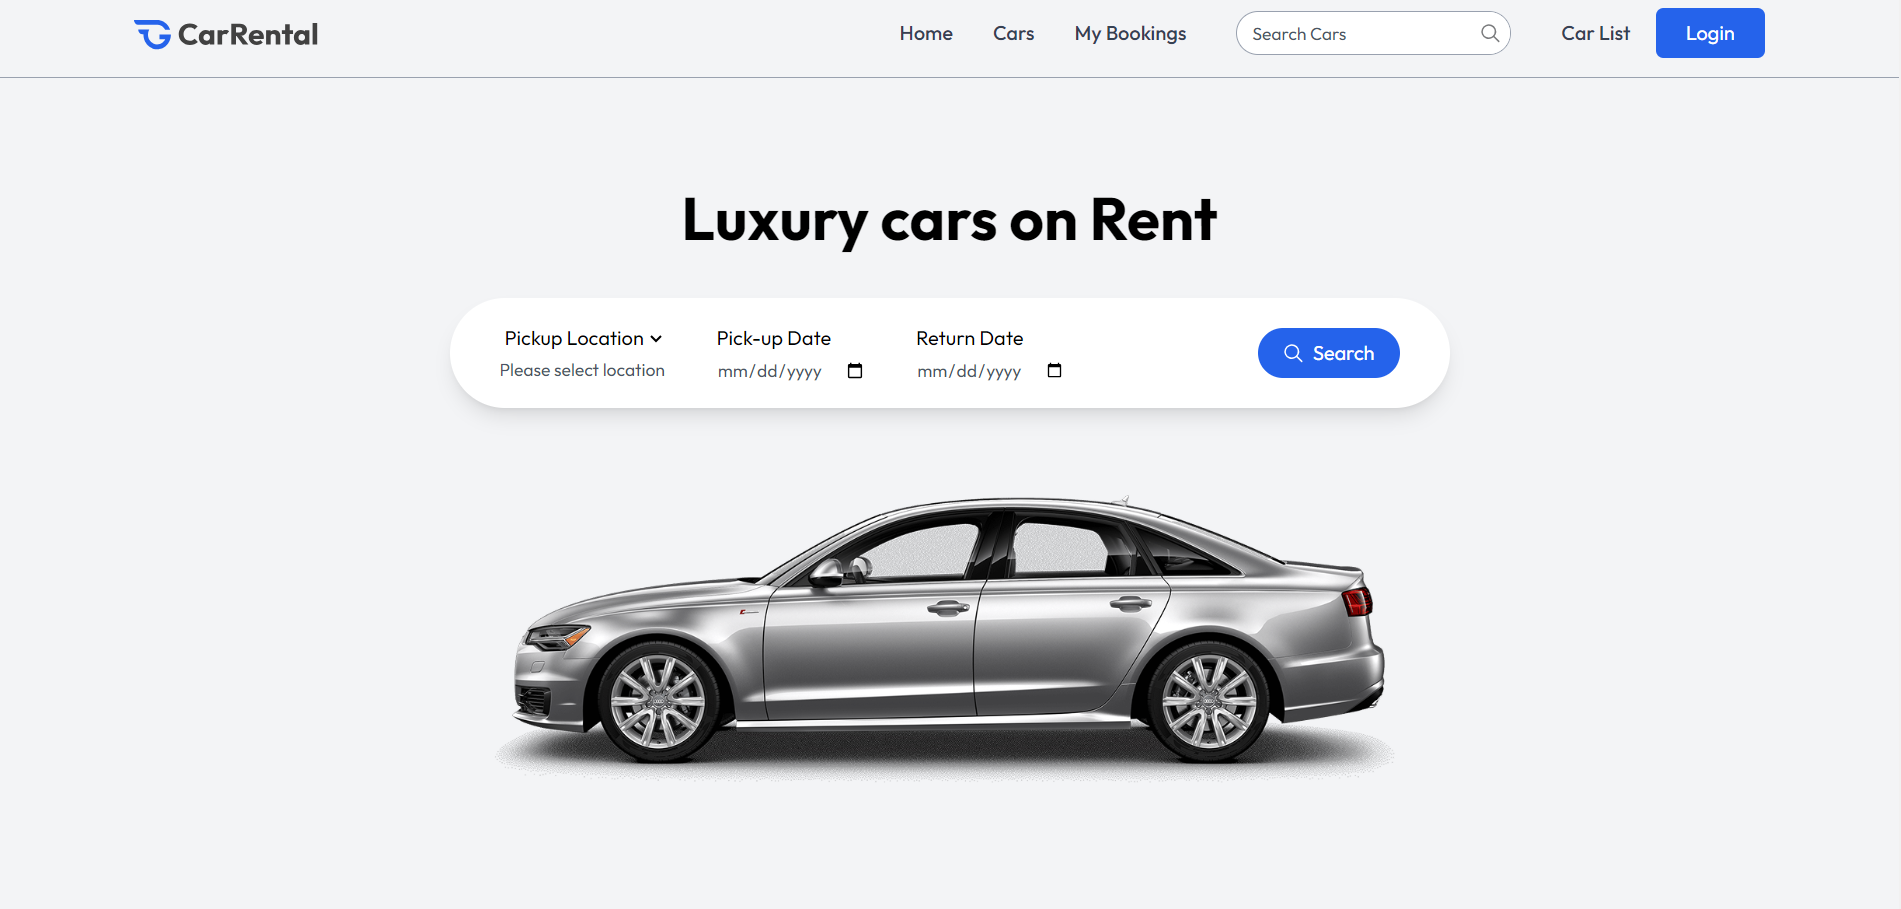 CarRental
Home
Cars
My Bookings
Search Cars
Car List
Login
Luxury cars on Rent
Pickup Location
Please select location
Pick-up Date
mm/dd/yyyy
Return Date
mm/dd/yyyy
Search